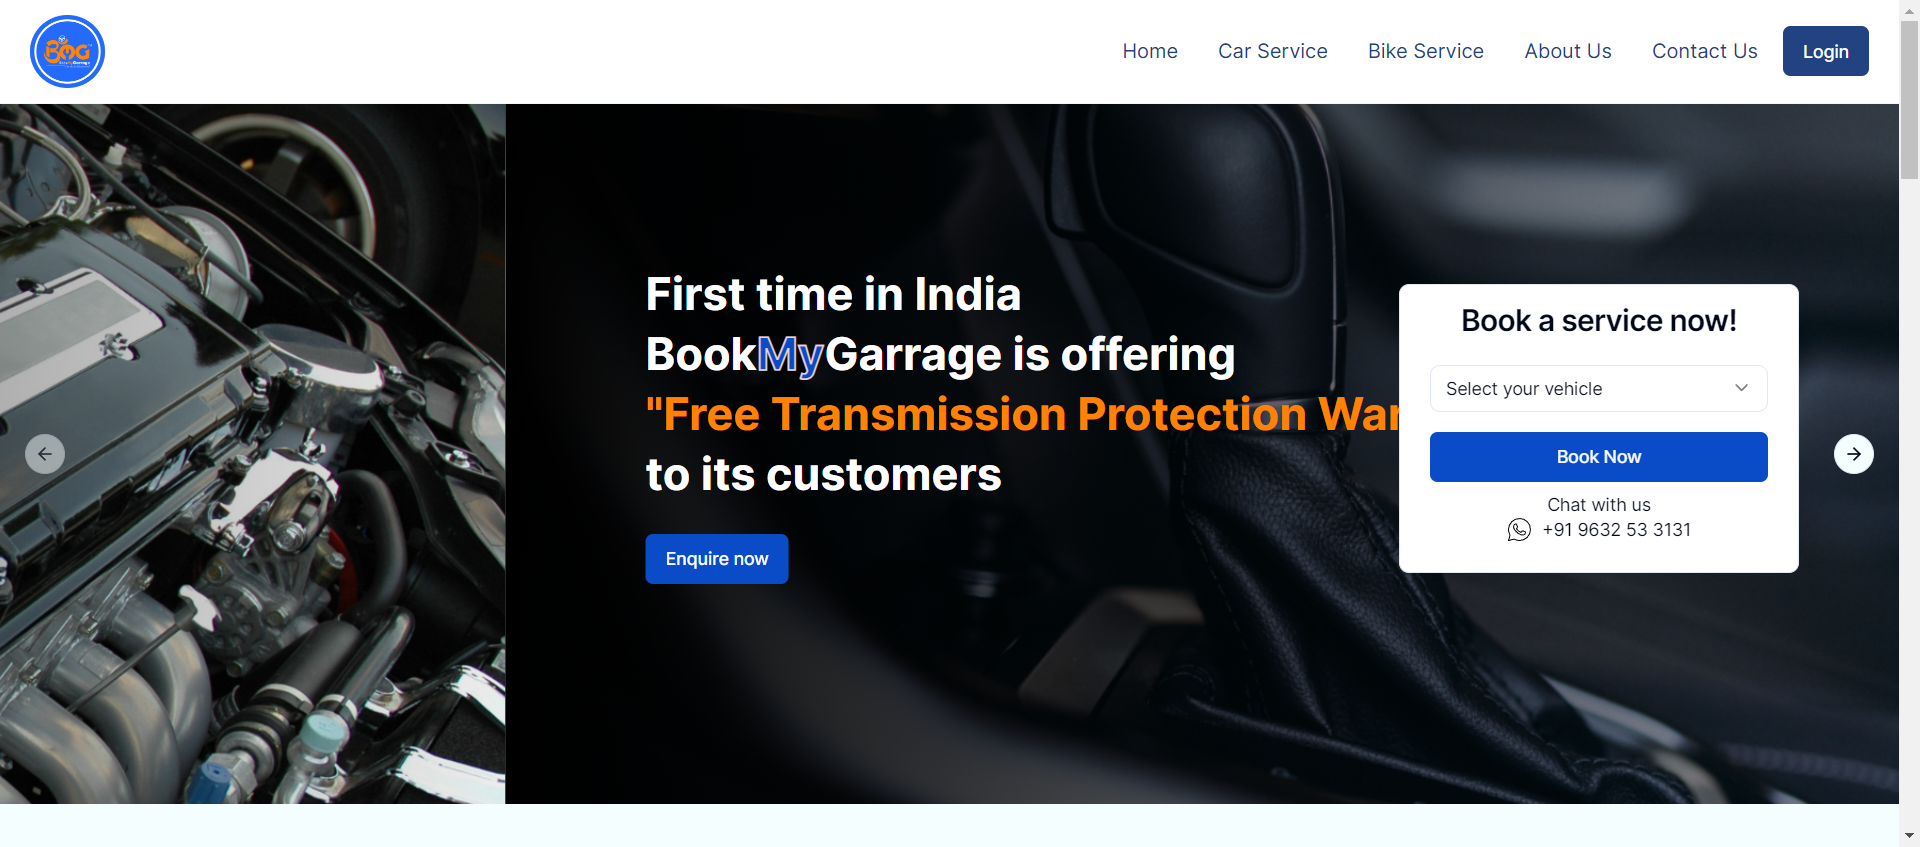 BMG
Home
Car Service
Bike Service
About Us
Contact Us
Login
First time in India
BookMyGarrage is offering
"Free Transmission Protection War
to its customers
Enquire now
Book a service now!
Select your vehicle
Book Now
Chat with us
+91 9632 53 3131